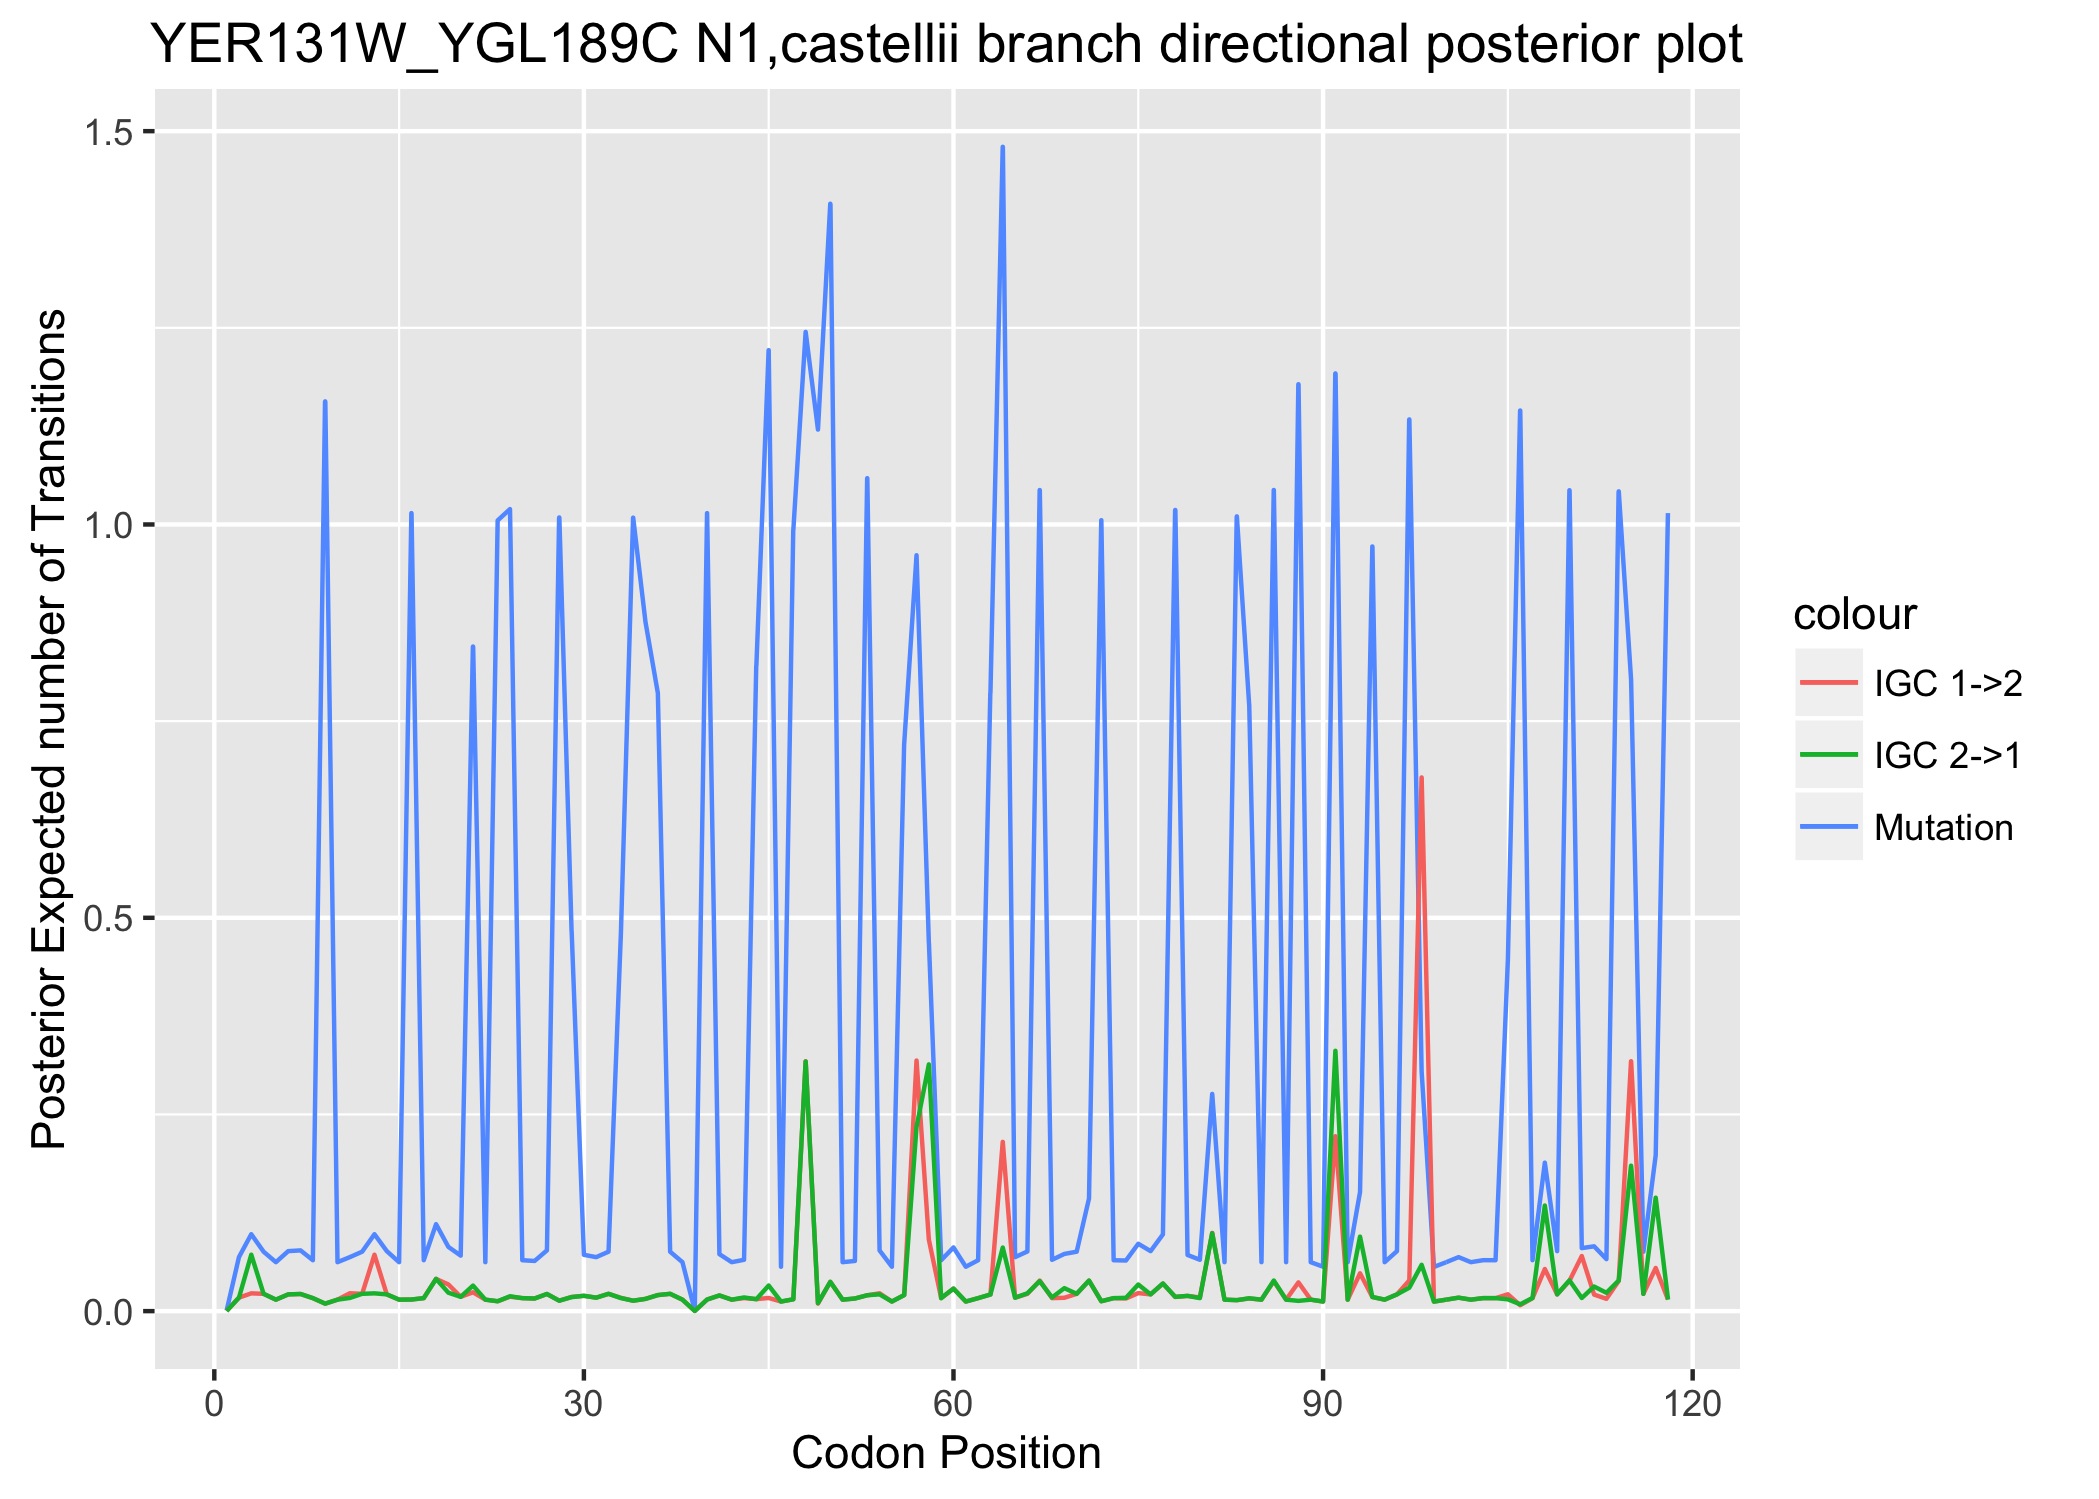 YER131W_YGL189C N1,castellii branch directional posterior plot
Posterior Expected number of Transitions
1.5
1.0
0.5
0.0
0 30 60 90 120
Codon Position
colour
IGC 1->2
IGC 2->1
Mutation